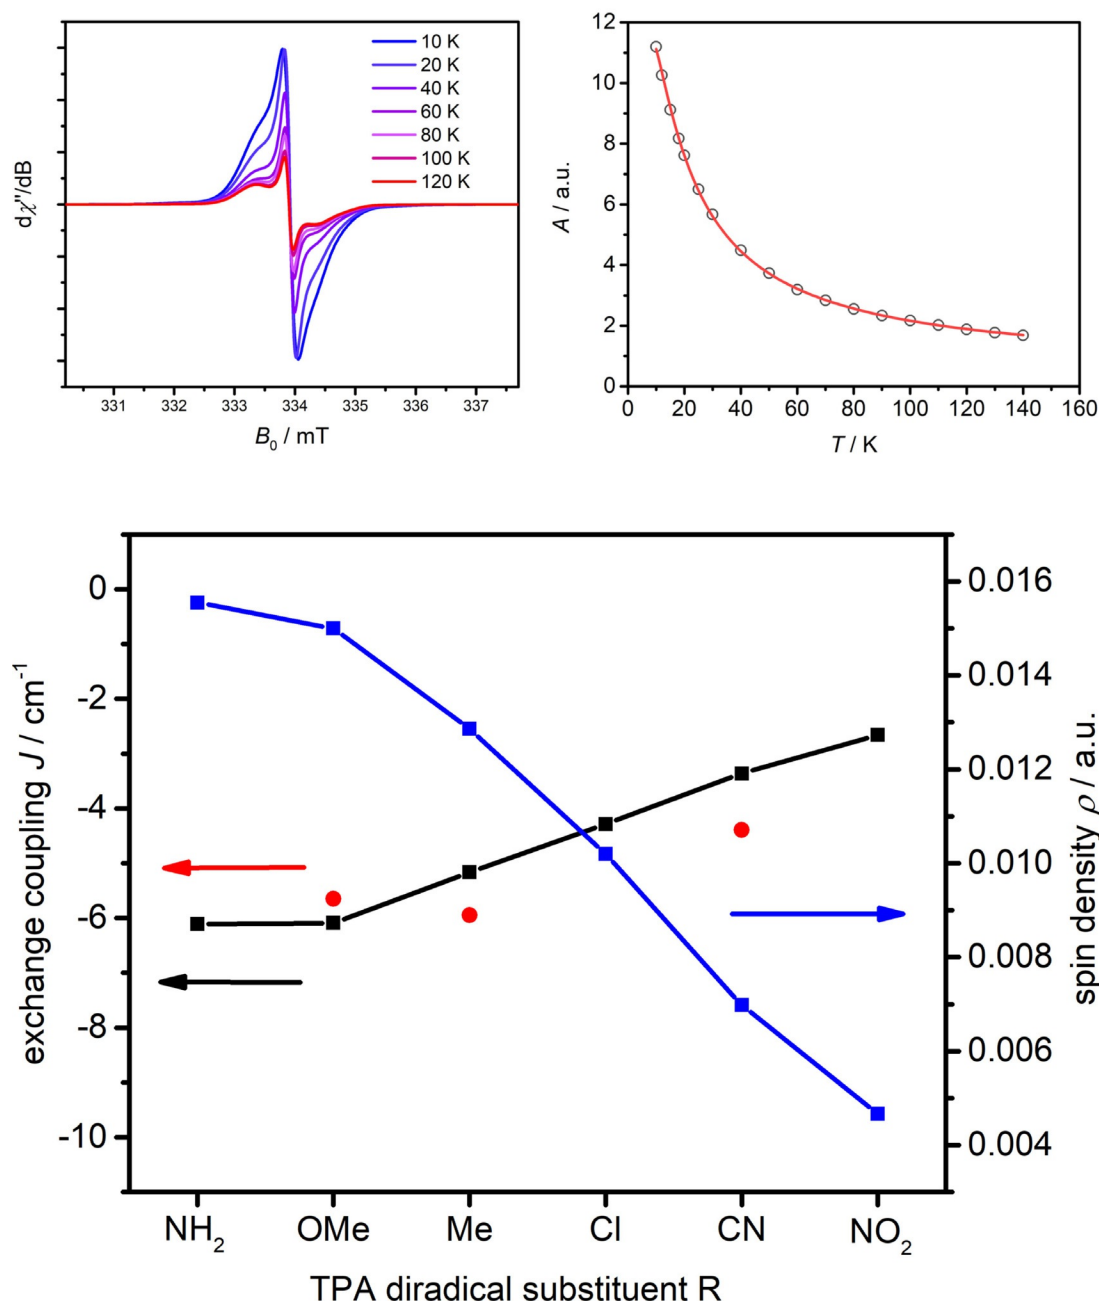 10 K
20 K
40 K
60 K
80 K
100 K
120 K
dχ''/dB
331 332 333 334 335 336 337
B₀ / mT
12
10
8
6
4
2
0
A / a.u.
0 20 40 60 80 100 120 140 160
T / K
0
-2
-4
-6
-8
-10
exchange coupling J / cm⁻¹
0.016
0.014
0.012
0.010
0.008
0.006
0.004
spin density ρ / a.u.
NH₂ OMe Me Cl CN NO₂
TPA diradical substituent R